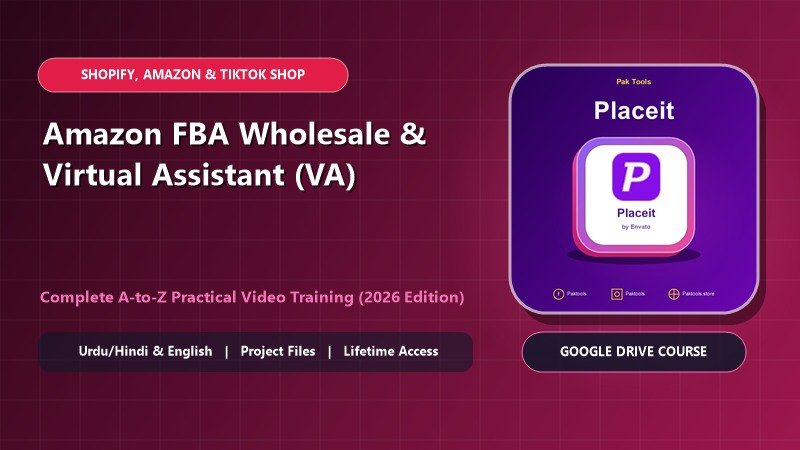 SHOPIFY, AMAZON & TIKTOK SHOP
Amazon FBA Wholesale &
Virtual Assistant (VA)
Complete A-to-Z Practical Video Training (2026 Edition)
Urdu/Hindi & English | Project Files | Lifetime Access
Pak Tools
Placeit
P
Placeit
by Envato
Paktools Paktools Paktools.store
GOOGLE DRIVE COURSE